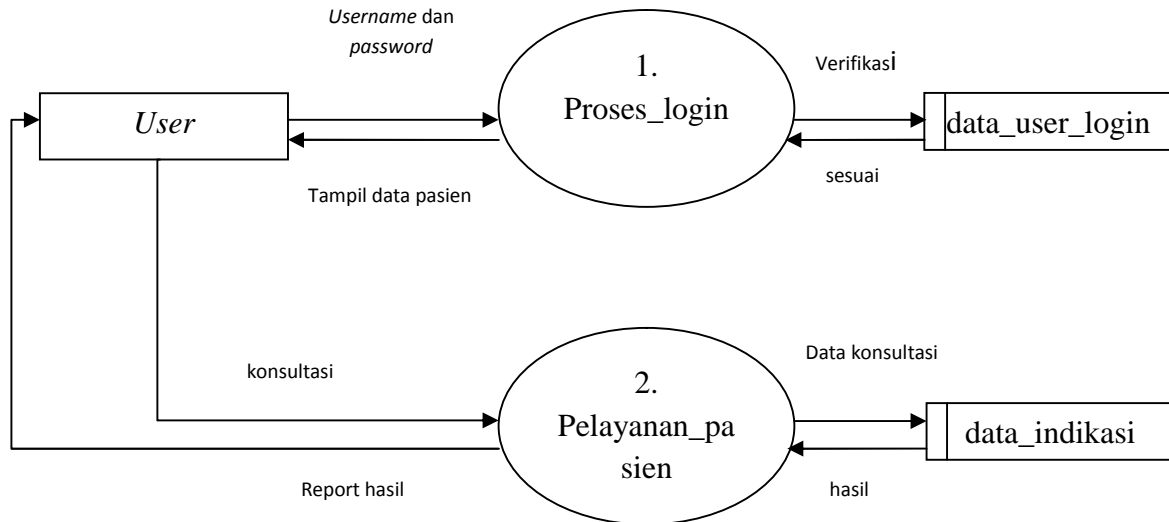 Username dan
password
1.
Proses_login
Verifikasi
User
data_user_login
Tampil data pasien
sesuai
konsultasi
2.
Pelayanan_pa
sien
Data konsultasi
data_indikasi
Report hasil
hasil